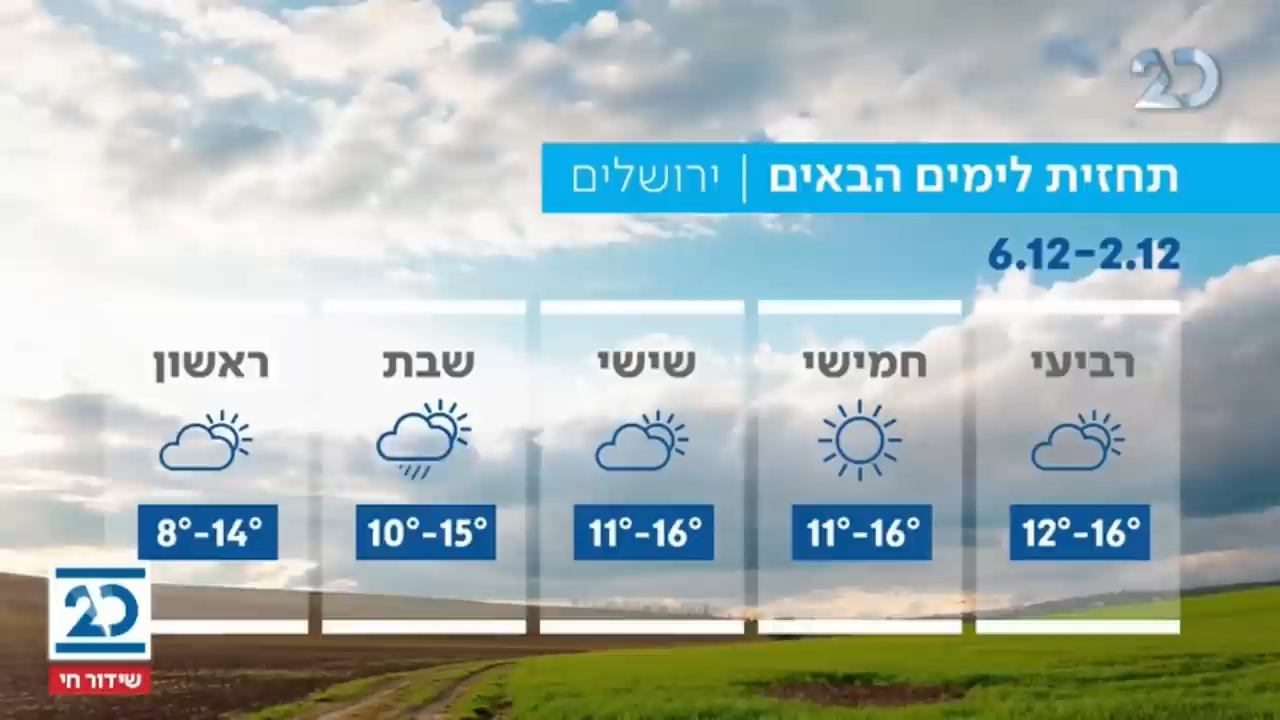 20
תחזית לימים הבאים | ירושלים
6.12-2.12
רביעי
12°-16°
חמישי
11°-16°
שישי
11°-16°
שבת
10°-15°
ראשון
8°-14°
20
שידור חי